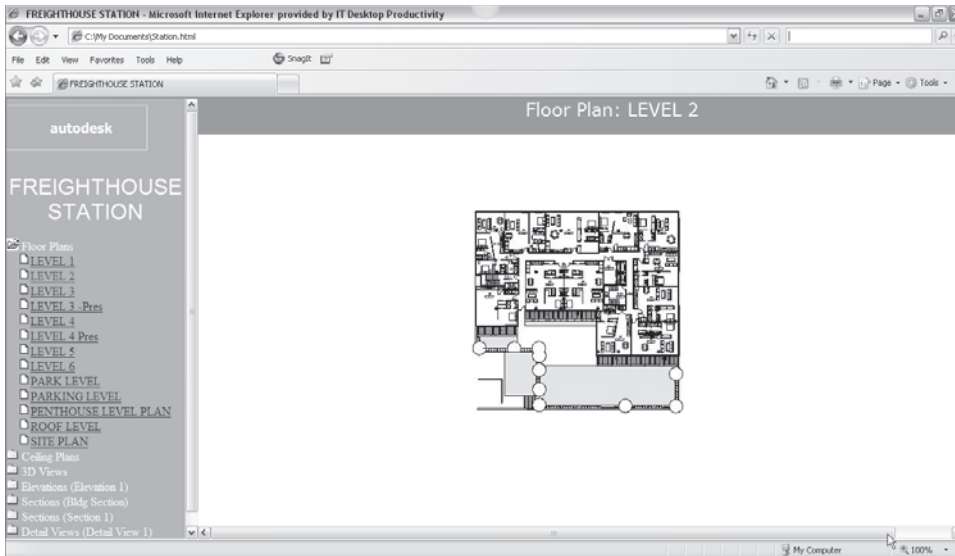 FREIGHTHOUSE STATION - Microsoft Internet Explorer provided by IT Desktop Productivity
C:\My Documents\Station.html
File Edit View Favorites Tools Help
SnagIt
FREIGHTHOUSE STATION
Page
Tools
autodesk
FREIGHTHOUSE
STATION
Floor Plans
LEVEL 1
LEVEL 2
LEVEL 3
LEVEL 3 -Pres
LEVEL 4
LEVEL 4 Pres
LEVEL 5
LEVEL 6
PARK LEVEL
PARKING LEVEL
PENTHOUSE LEVEL PLAN
ROOF LEVEL
SITE PLAN
Ceiling Plans
3D Views
Elevations (Elevation 1)
Sections (Bldg Section)
Sections (Section 1)
Detail Views (Detail View 1)
Floor Plan: LEVEL 2
My Computer
100%